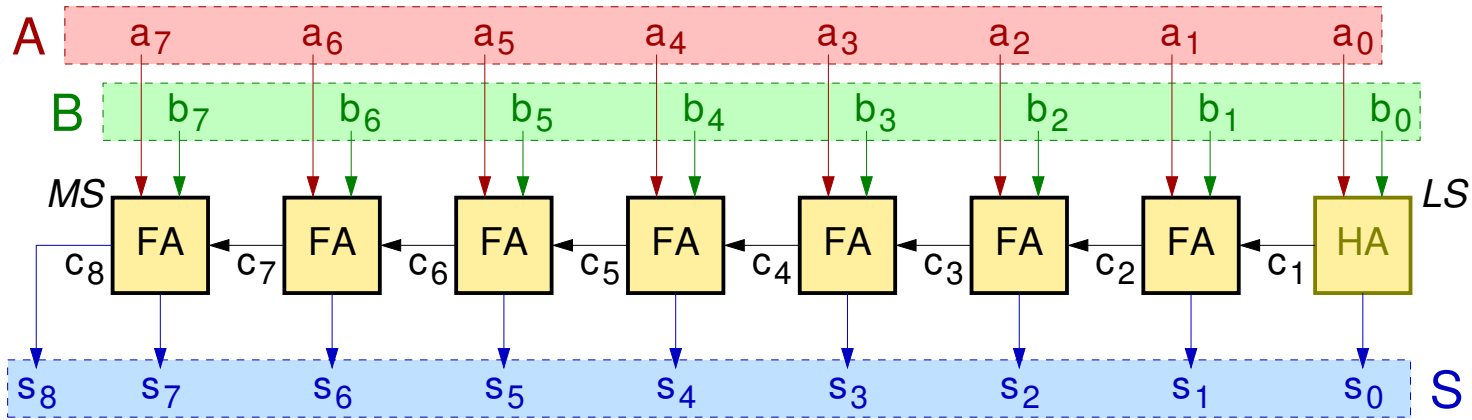 A a₇ a₆ a₅ a₄ a₃ a₂ a₁ a₀
B b₇ b₆ b₅ b₄ b₃ b₂ b₁ b₀
MS LS
FA FA FA FA FA FA FA HA
c₈ c₇ c₆ c₅ c₄ c₃ c₂ c₁
s₈ s₇ s₆ s₅ s₄ s₃ s₂ s₁ s₀ S